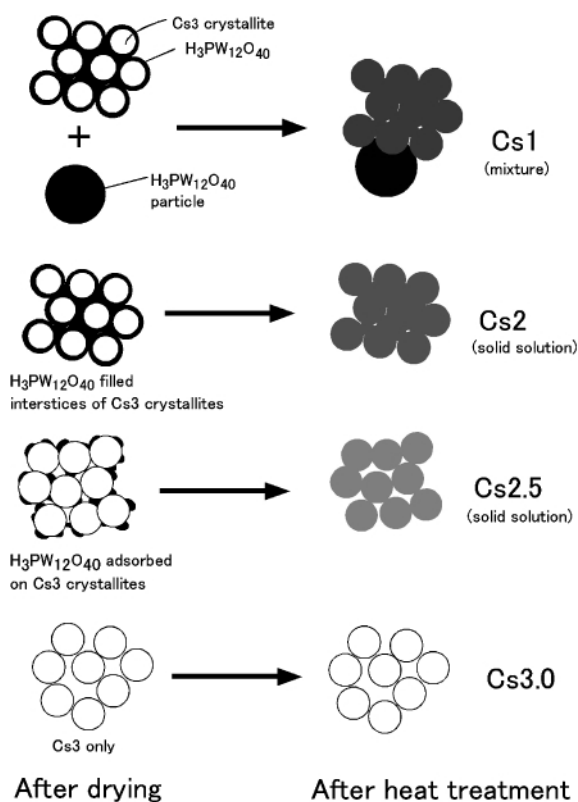 Cs3 crystallite
H₃PW₁₂O₄₀
+
H₃PW₁₂O₄₀
particle
Cs1
(mixture)
Cs2
(solid solution)
H₃PW₁₂O₄₀ filled
interstices of Cs3 crystallites
Cs2.5
(solid solution)
H₃PW₁₂O₄₀ adsorbed
on Cs3 crystallites
Cs3.0
Cs3 only
After drying
After heat treatment